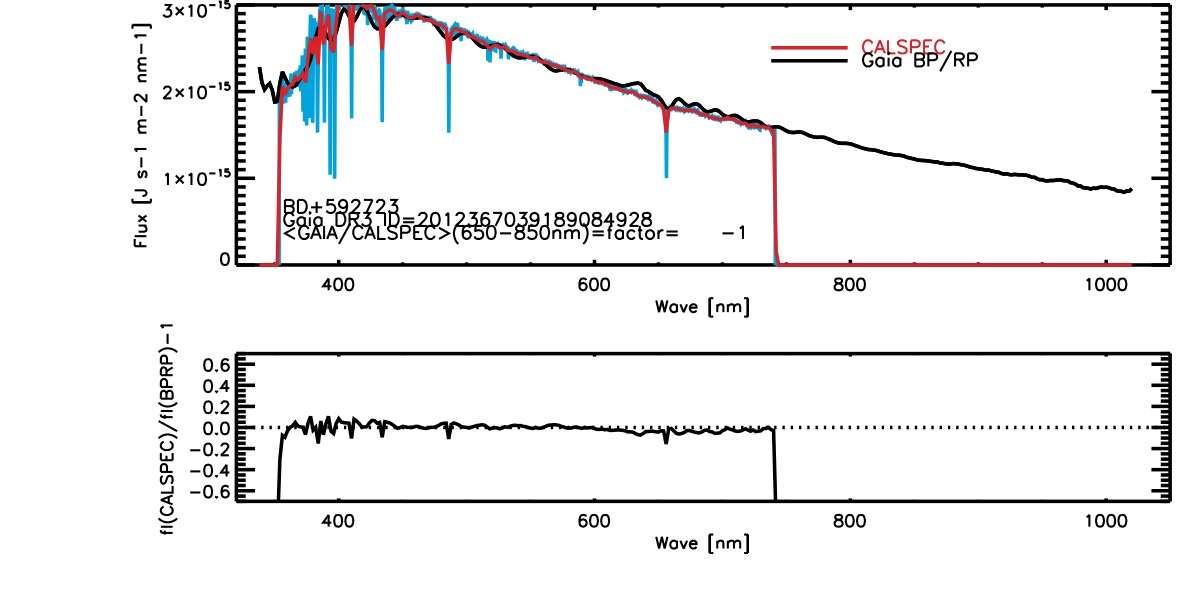 3×10⁻¹⁵
2×10⁻¹⁵
1×10⁻¹⁵
0
Flux [J s−1 m−2 nm−1]
CALSPEC
Gaia BP/RP
BD+592723
Gaia DR3 ID=2012367039189084928
<GAIA/CALSPEC>(650−850nm)=factor= −1
400 600 800 1000
Wave [nm]
fl(CALSPEC)/fl(BPRP)−1
0.6
0.4
0.2
0.0
−0.2
−0.4
−0.6
400 600 800 1000
Wave [nm]